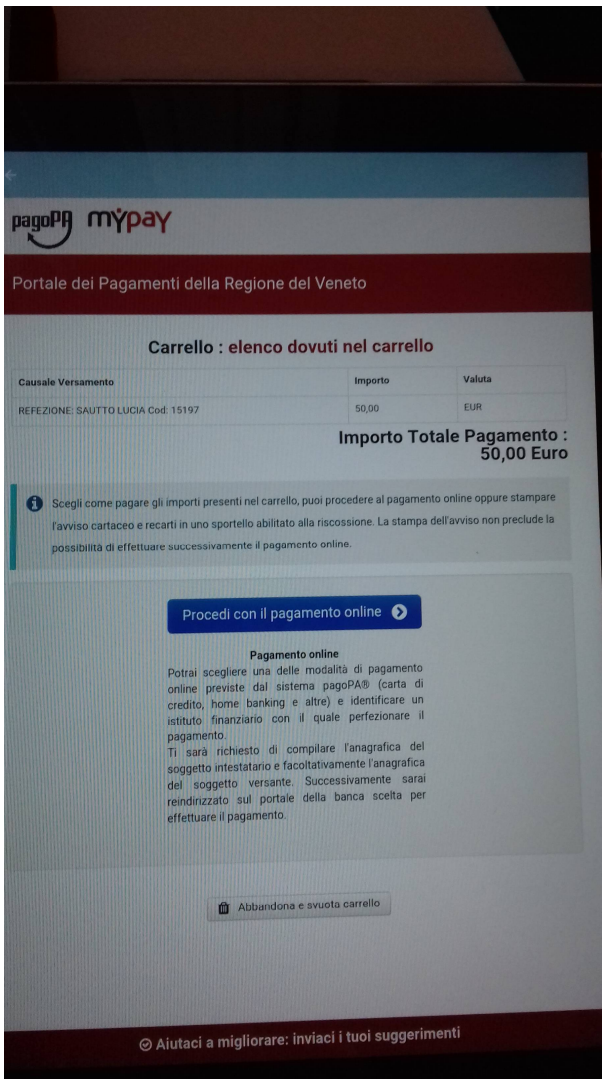 pagoPA mypay
Portale dei Pagamenti della Regione del Veneto
Carrello : elenco dovuti nel carrello
Causale Versamento Importo Valuta
REFEZIONE: SAUTTO LUCIA Cod: 15197 50,00 EUR
Importo Totale Pagamento :
50,00 Euro
Scegli come pagare gli importi presenti nel carrello, puoi procedere al pagamento online oppure stampare
l'avviso cartaceo e recarti in uno sportello abilitato alla riscossione. La stampa dell'avviso non preclude la
possibilità di effettuare successivamente il pagamento online.
Procedi con il pagamento online
Pagamento online
Potrai scegliere una delle modalità di pagamento
online previste dal sistema pagoPA® (carta di
credito, home banking e altre) e identificare un
istituto finanziario con il quale perfezionare il
pagamento.
Ti sarà richiesto di compilare l'anagrafica del
soggetto intestatario e facoltativamente l'anagrafica
del soggetto versante. Successivamente sarai
reindirizzato sul portale della banca scelta per
effettuare il pagamento.
Abbandona e svuota carrello
Aiutaci a migliorare: inviaci i tuoi suggerimenti